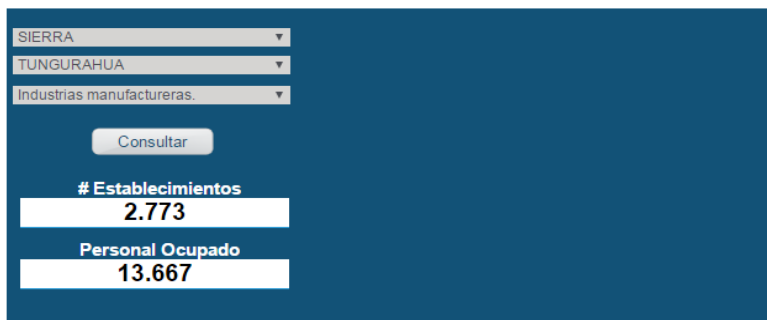 SIERRA
TUNGURAHUA
Industrias manufactureras.
Consultar
# Establecimientos
2.773
Personal Ocupado
13.667